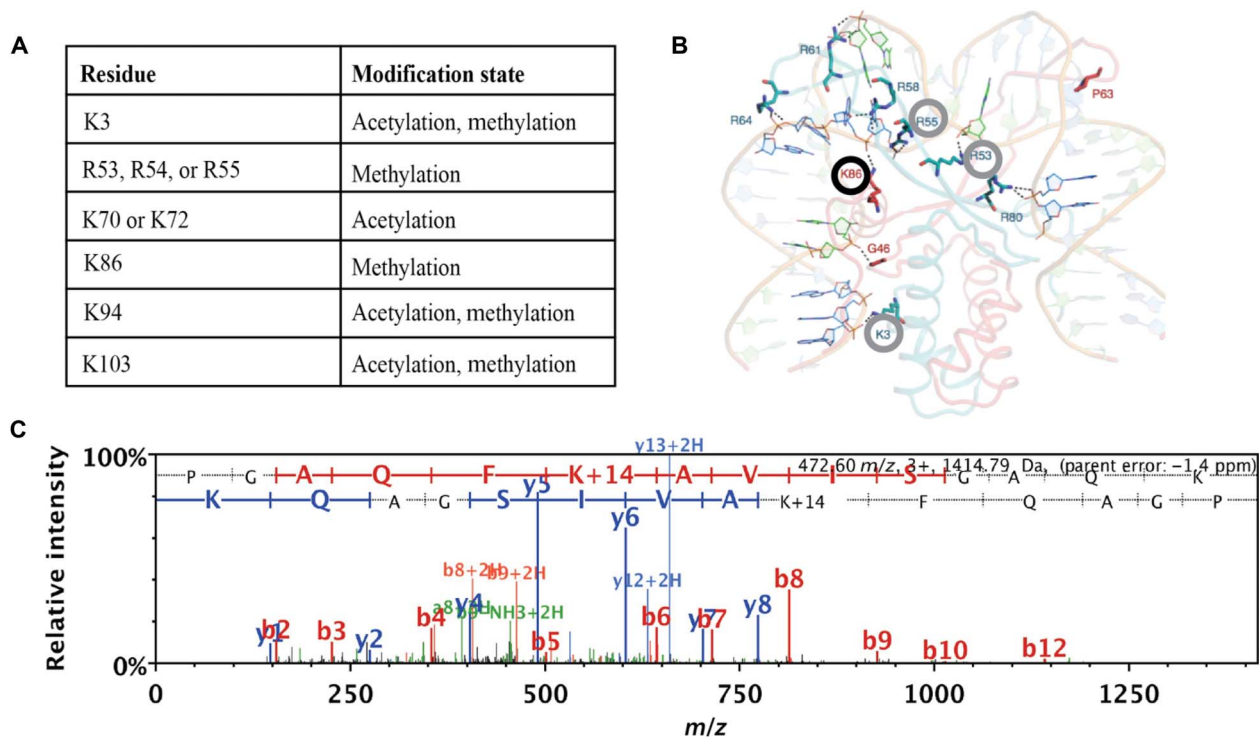 A
Residue Modification state
K3 Acetylation, methylation
R53, R54, or R55 Methylation
K70 or K72 Acetylation
K86 Methylation
K94 Acetylation, methylation
K103 Acetylation, methylation
B
R61
R58
P63
R64
R55
R53
K86
R80
G46
K3
C
y13+2H
100%
472.60 m/z, 3+, 1414.79 Da, (parent error: -1.4 ppm)
P G A Q F K+14 A V I S G A Q K
K Q A G S I V A K+14 F Q A G P
y5
y6
b8+2H b9+2H y12+2H
y4 NH3+2H b8
y1 b2 b3 y2 b4 b5 b6 y7 b7 y8
b9 b10 b12
Relative intensity
0%
0 250 500 750 1000 1250
m/z